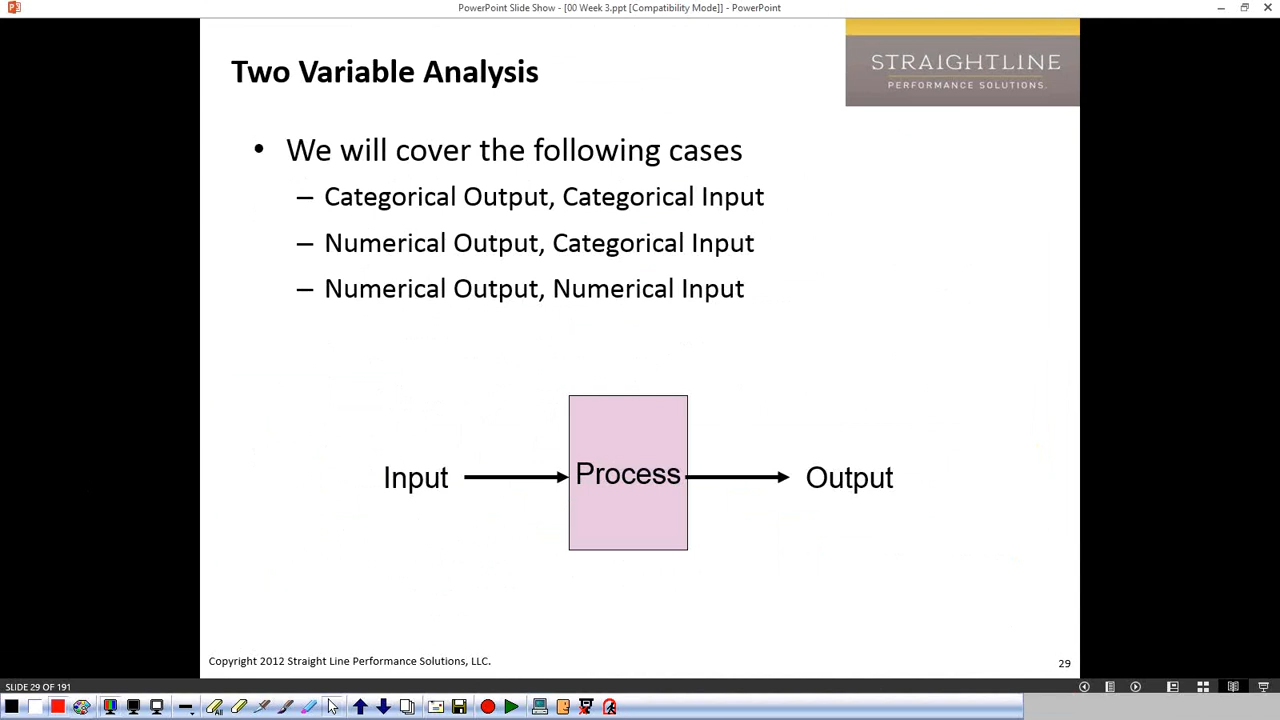 PowerPoint Slide Show - [00 Week 3.ppt [Compatibility Mode]] - PowerPoint
Two Variable Analysis
STRAIGHTLINE
PERFORMANCE SOLUTIONS.
• We will cover the following cases
– Categorical Output, Categorical Input
– Numerical Output, Categorical Input
– Numerical Output, Numerical Input
Input Process Output
Copyright 2012 Straight Line Performance Solutions, LLC.
29
SLIDE 29 OF 191